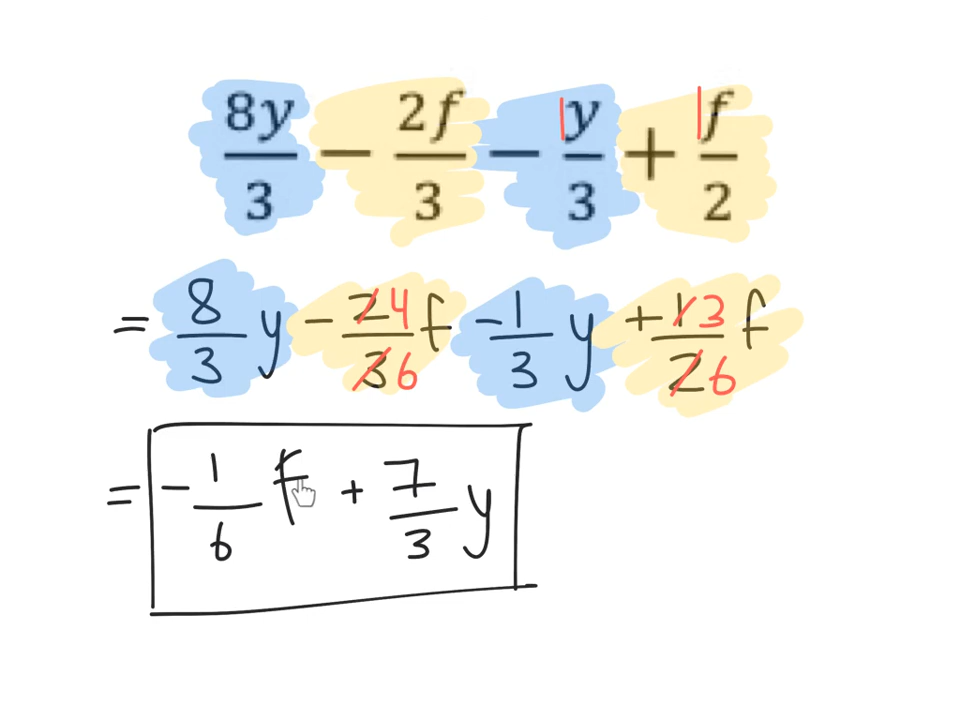 8y/3 − 2f/3 − 1y/3 + 1f/2
= 8/3 y − 2̸4/3̸6 f − 1/3 y + 1̸3/2̸6 f
= − 1/6 f + 7/3 y